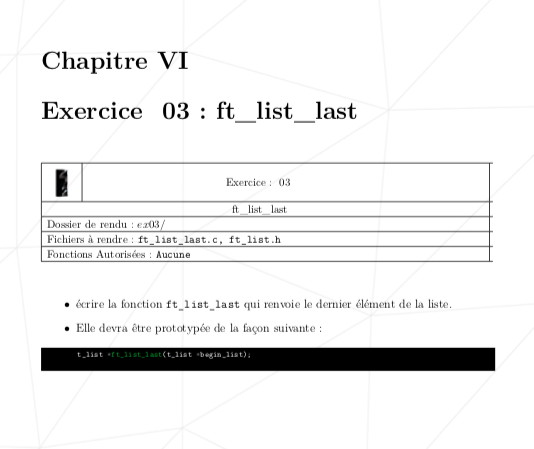 Chapitre VI
Exercice 03 : ft_list_last
Exercice : 03
ft_list_last
Dossier de rendu : ex03/
Fichiers à rendre : ft_list_last.c, ft_list.h
Fonctions Autorisées : Aucune
• écrire la fonction ft_list_last qui renvoie le dernier élément de la liste.
• Elle devra être prototypée de la façon suivante :
t_list *ft_list_last(t_list *begin_list);